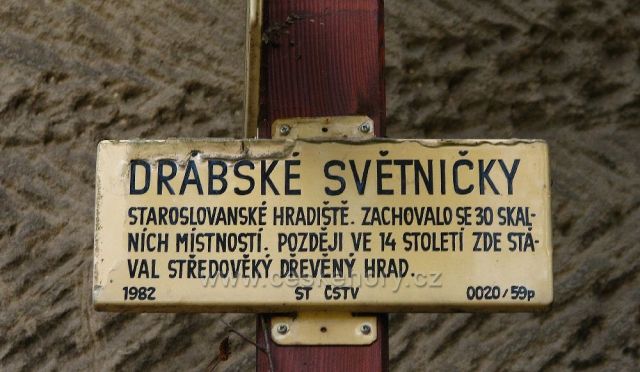 DRÁBSKÉ SVĚTNIČKY
STAROSLOVANSKÉ HRADIŠTĚ. ZACHOVALO SE 30 SKAL-
NÍCH MÍSTNOSTÍ. POZDĚJI VE 14 STOLETÍ ZDE STÁ-
VAL STŘEDOVĚKÝ DŘEVĚNÝ HRAD.
www.ceskehory.cz
1982 ST ČSTV 0020/59p